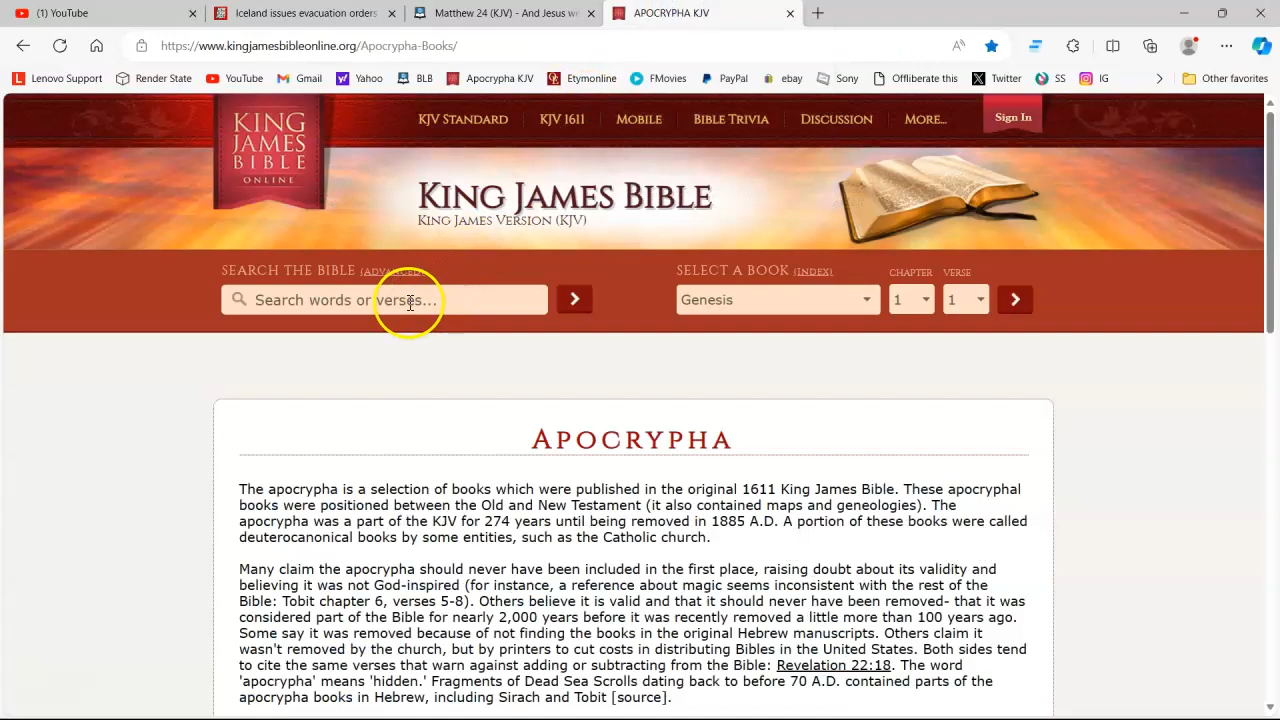 (1) YouTube
Iceland issues evacuation orders
Matthew 24 (KJV) - And Jesus w
APOCRYPHA KJV
https://www.kingjamesbibleonline.org/Apocrypha-Books/
Lenovo Support
Render State
YouTube
Gmail
Yahoo
BLB
Apocrypha KJV
Etymonline
FMovies
PayPal
ebay
Sony
Offliberate this
Twitter
SS
IG
Other favorites
KING
JAMES
BIBLE
ONLINE
KJV STANDARD
KJV 1611
MOBILE
BIBLE TRIVIA
DISCUSSION
MORE...
Sign In
KING JAMES BIBLE
KING JAMES VERSION (KJV)
SEARCH THE BIBLE (ADVANCED)
SELECT A BOOK (INDEX)
CHAPTER
VERSE
Search words or verses...
Genesis
1
1
APOCRYPHA
The apocrypha is a selection of books which were published in the original 1611 King James Bible. These apocryphal
books were positioned between the Old and New Testament (it also contained maps and geneologies). The
apocrypha was a part of the KJV for 274 years until being removed in 1885 A.D. A portion of these books were called
deuterocanonical books by some entities, such as the Catholic church.
Many claim the apocrypha should never have been included in the first place, raising doubt about its validity and
believing it was not God-inspired (for instance, a reference about magic seems inconsistent with the rest of the
Bible: Tobit chapter 6, verses 5-8). Others believe it is valid and that it should never have been removed- that it was
considered part of the Bible for nearly 2,000 years before it was recently removed a little more than 100 years ago.
Some say it was removed because of not finding the books in the original Hebrew manuscripts. Others claim it
wasn't removed by the church, but by printers to cut costs in distributing Bibles in the United States. Both sides tend
to cite the same verses that warn against adding or subtracting from the Bible: Revelation 22:18. The word
'apocrypha' means 'hidden.' Fragments of Dead Sea Scrolls dating back to before 70 A.D. contained parts of the
apocrypha books in Hebrew, including Sirach and Tobit [source].